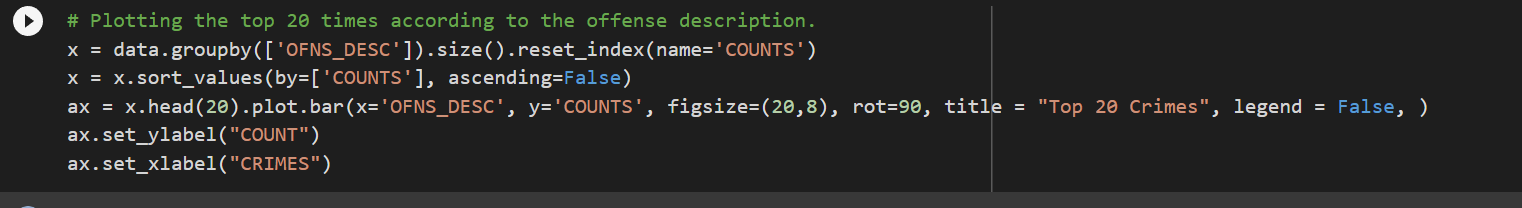 # Plotting the top 20 times according to the offense description.
x = data.groupby(['OFNS_DESC']).size().reset_index(name='COUNTS')
x = x.sort_values(by=['COUNTS'], ascending=False)
ax = x.head(20).plot.bar(x='OFNS_DESC', y='COUNTS', figsize=(20,8), rot=90, title = "Top 20 Crimes", legend = False, )
ax.set_ylabel("COUNT")
ax.set_xlabel("CRIMES")